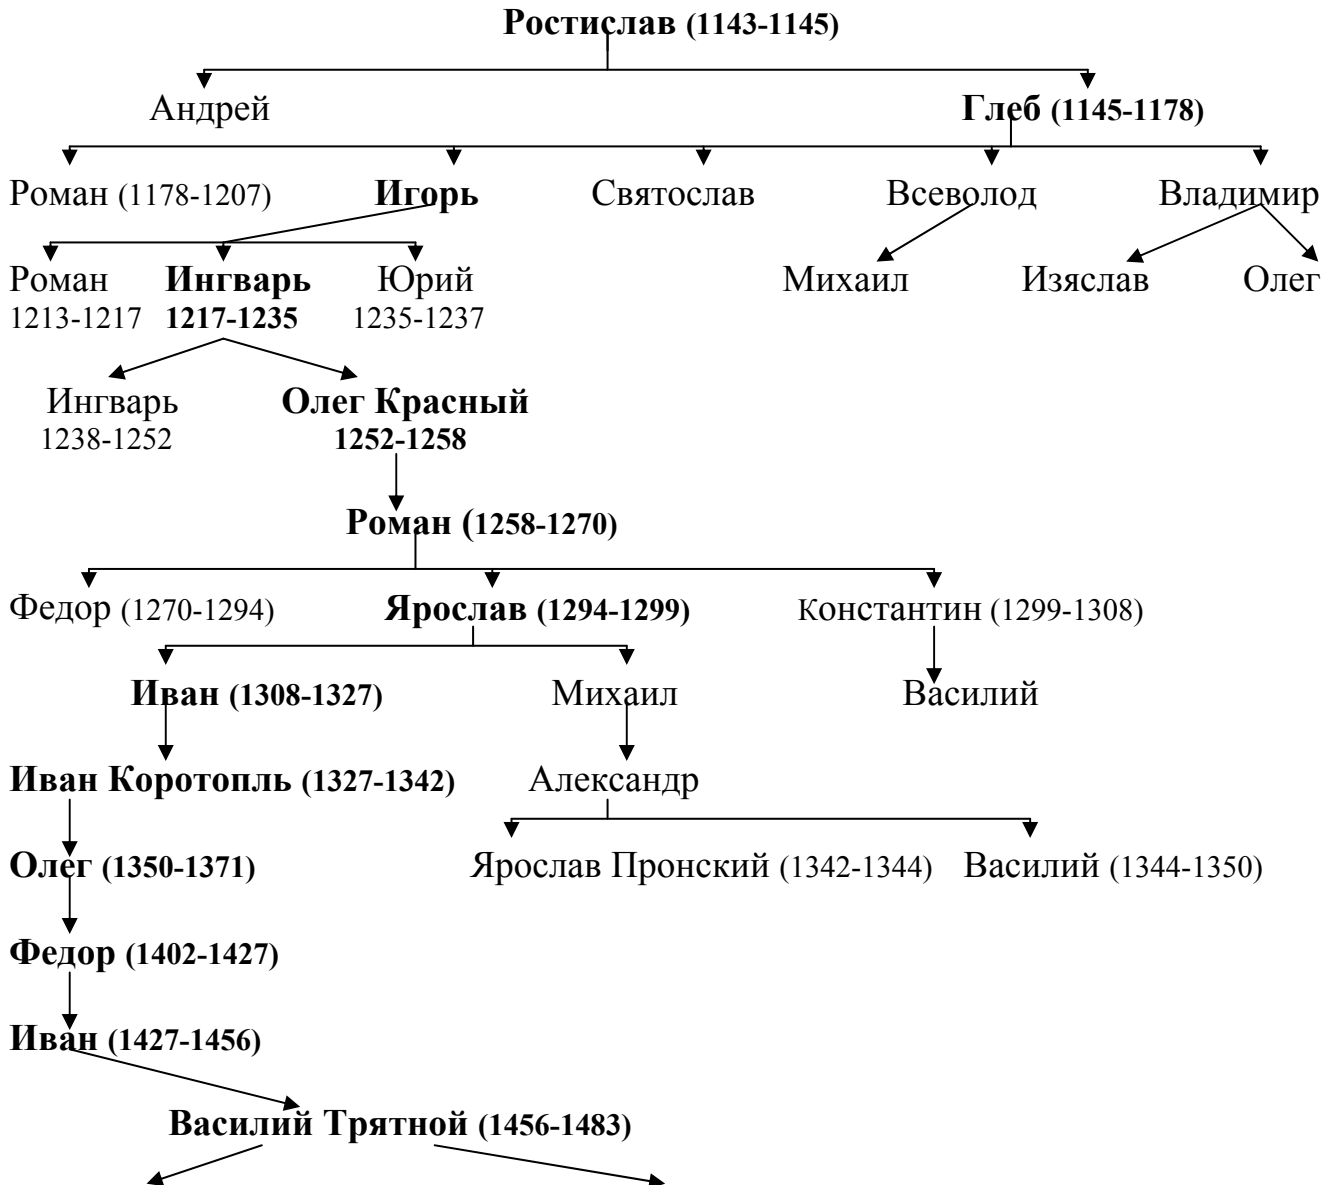 Ростислав (1143-1145)
Андрей Глеб (1145-1178)
Роман (1178-1207) Игорь Святослав Всеволод Владимир
Роман Ингварь Юрий Михаил Изяслав Олег
1213-1217 1217-1235 1235-1237
Ингварь Олег Красный
1238-1252 1252-1258
Роман (1258-1270)
Федор (1270-1294) Ярослав (1294-1299) Константин (1299-1308)
Иван (1308-1327) Михаил Василий
Иван Коротопль (1327-1342) Александр
Олег (1350-1371) Ярослав Пронский (1342-1344) Василий (1344-1350)
Федор (1402-1427)
Иван (1427-1456)
Василий Трятной (1456-1483)